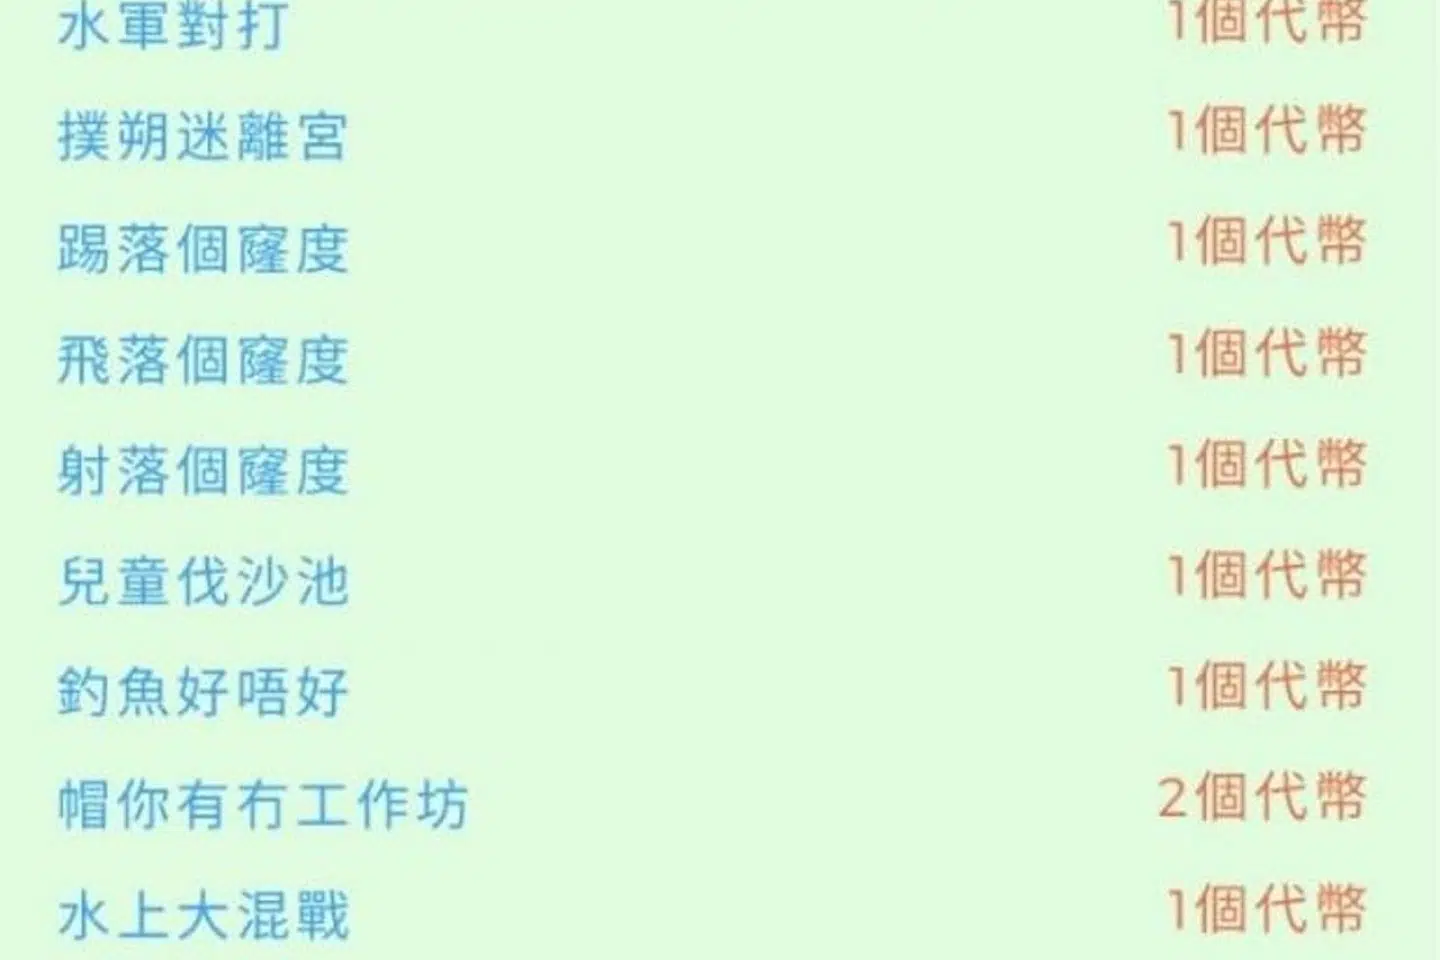 水軍對打 1個代幣
撲朔迷離宮 1個代幣
踢落個窿度 1個代幣
飛落個窿度 1個代幣
射落個窿度 1個代幣
兒童伐沙池 1個代幣
釣魚好唔好 1個代幣
帽你有冇工作坊 2個代幣
水上大混戰 1個代幣